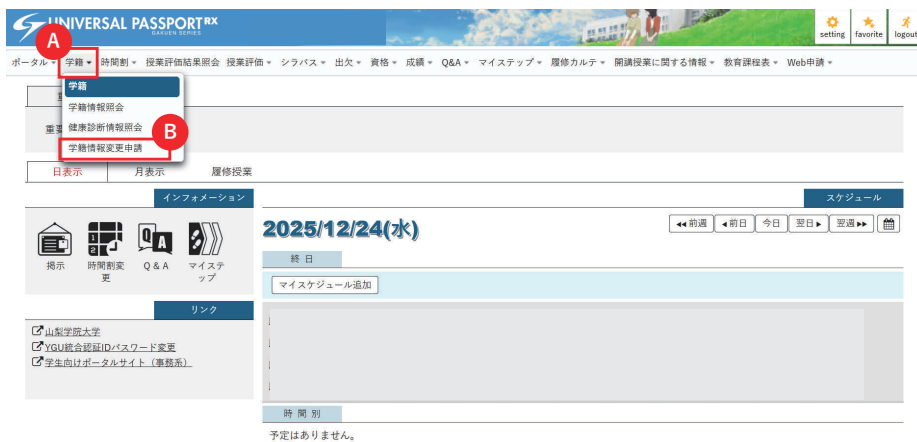 UNIVERSAL PASSPORT RX
GAKUEN SERIES
setting favorite logout
A
ポータル 学籍 時間割 授業評価結果照会 授業評価 シラバス 出欠 資格 成績 Q&A マイステップ 履修カルテ 開講授業に関する情報 教育課程表 Web申請
学籍
学籍情報照会
重要
健康診断情報照会
B
学籍情報変更申請
日表示 月表示 履修授業
インフォメーション
スケジュール
掲示
時間割変更
Q & A
マイステップ
2025/12/24(水)
前週 前日 今日 翌日 翌週
終日
マイスケジュール追加
リンク
山梨学院大学
YGU統合認証IDパスワード変更
学生向けポータルサイト（事務系）
時間別
予定はありません。